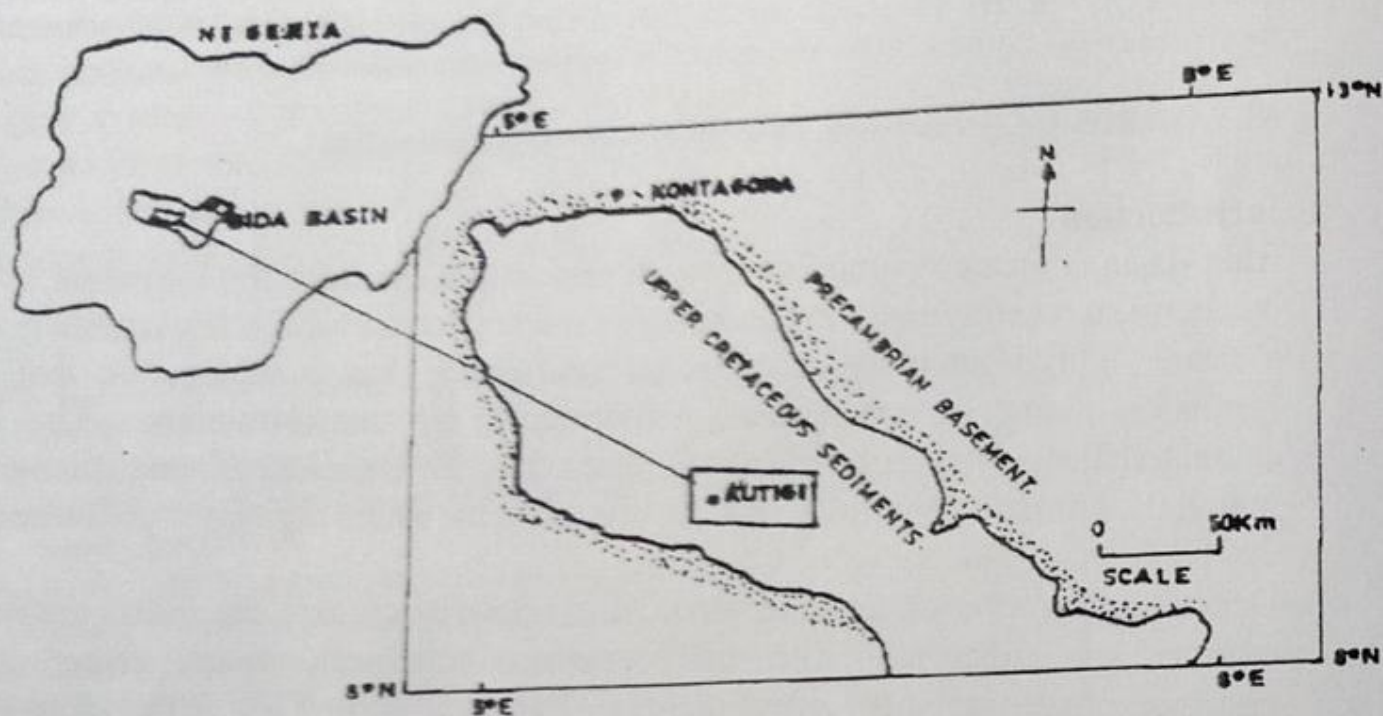 NIGERIA
BIDA BASIN
5°E
8°E
13°N
N
KONTAGORA
PRECAMBRIAN BASEMENT.
UPPER CRETACEOUS SEDIMENTS.
KUTIGI
0 50Km
SCALE
8°N
8°N
5°E
8°E